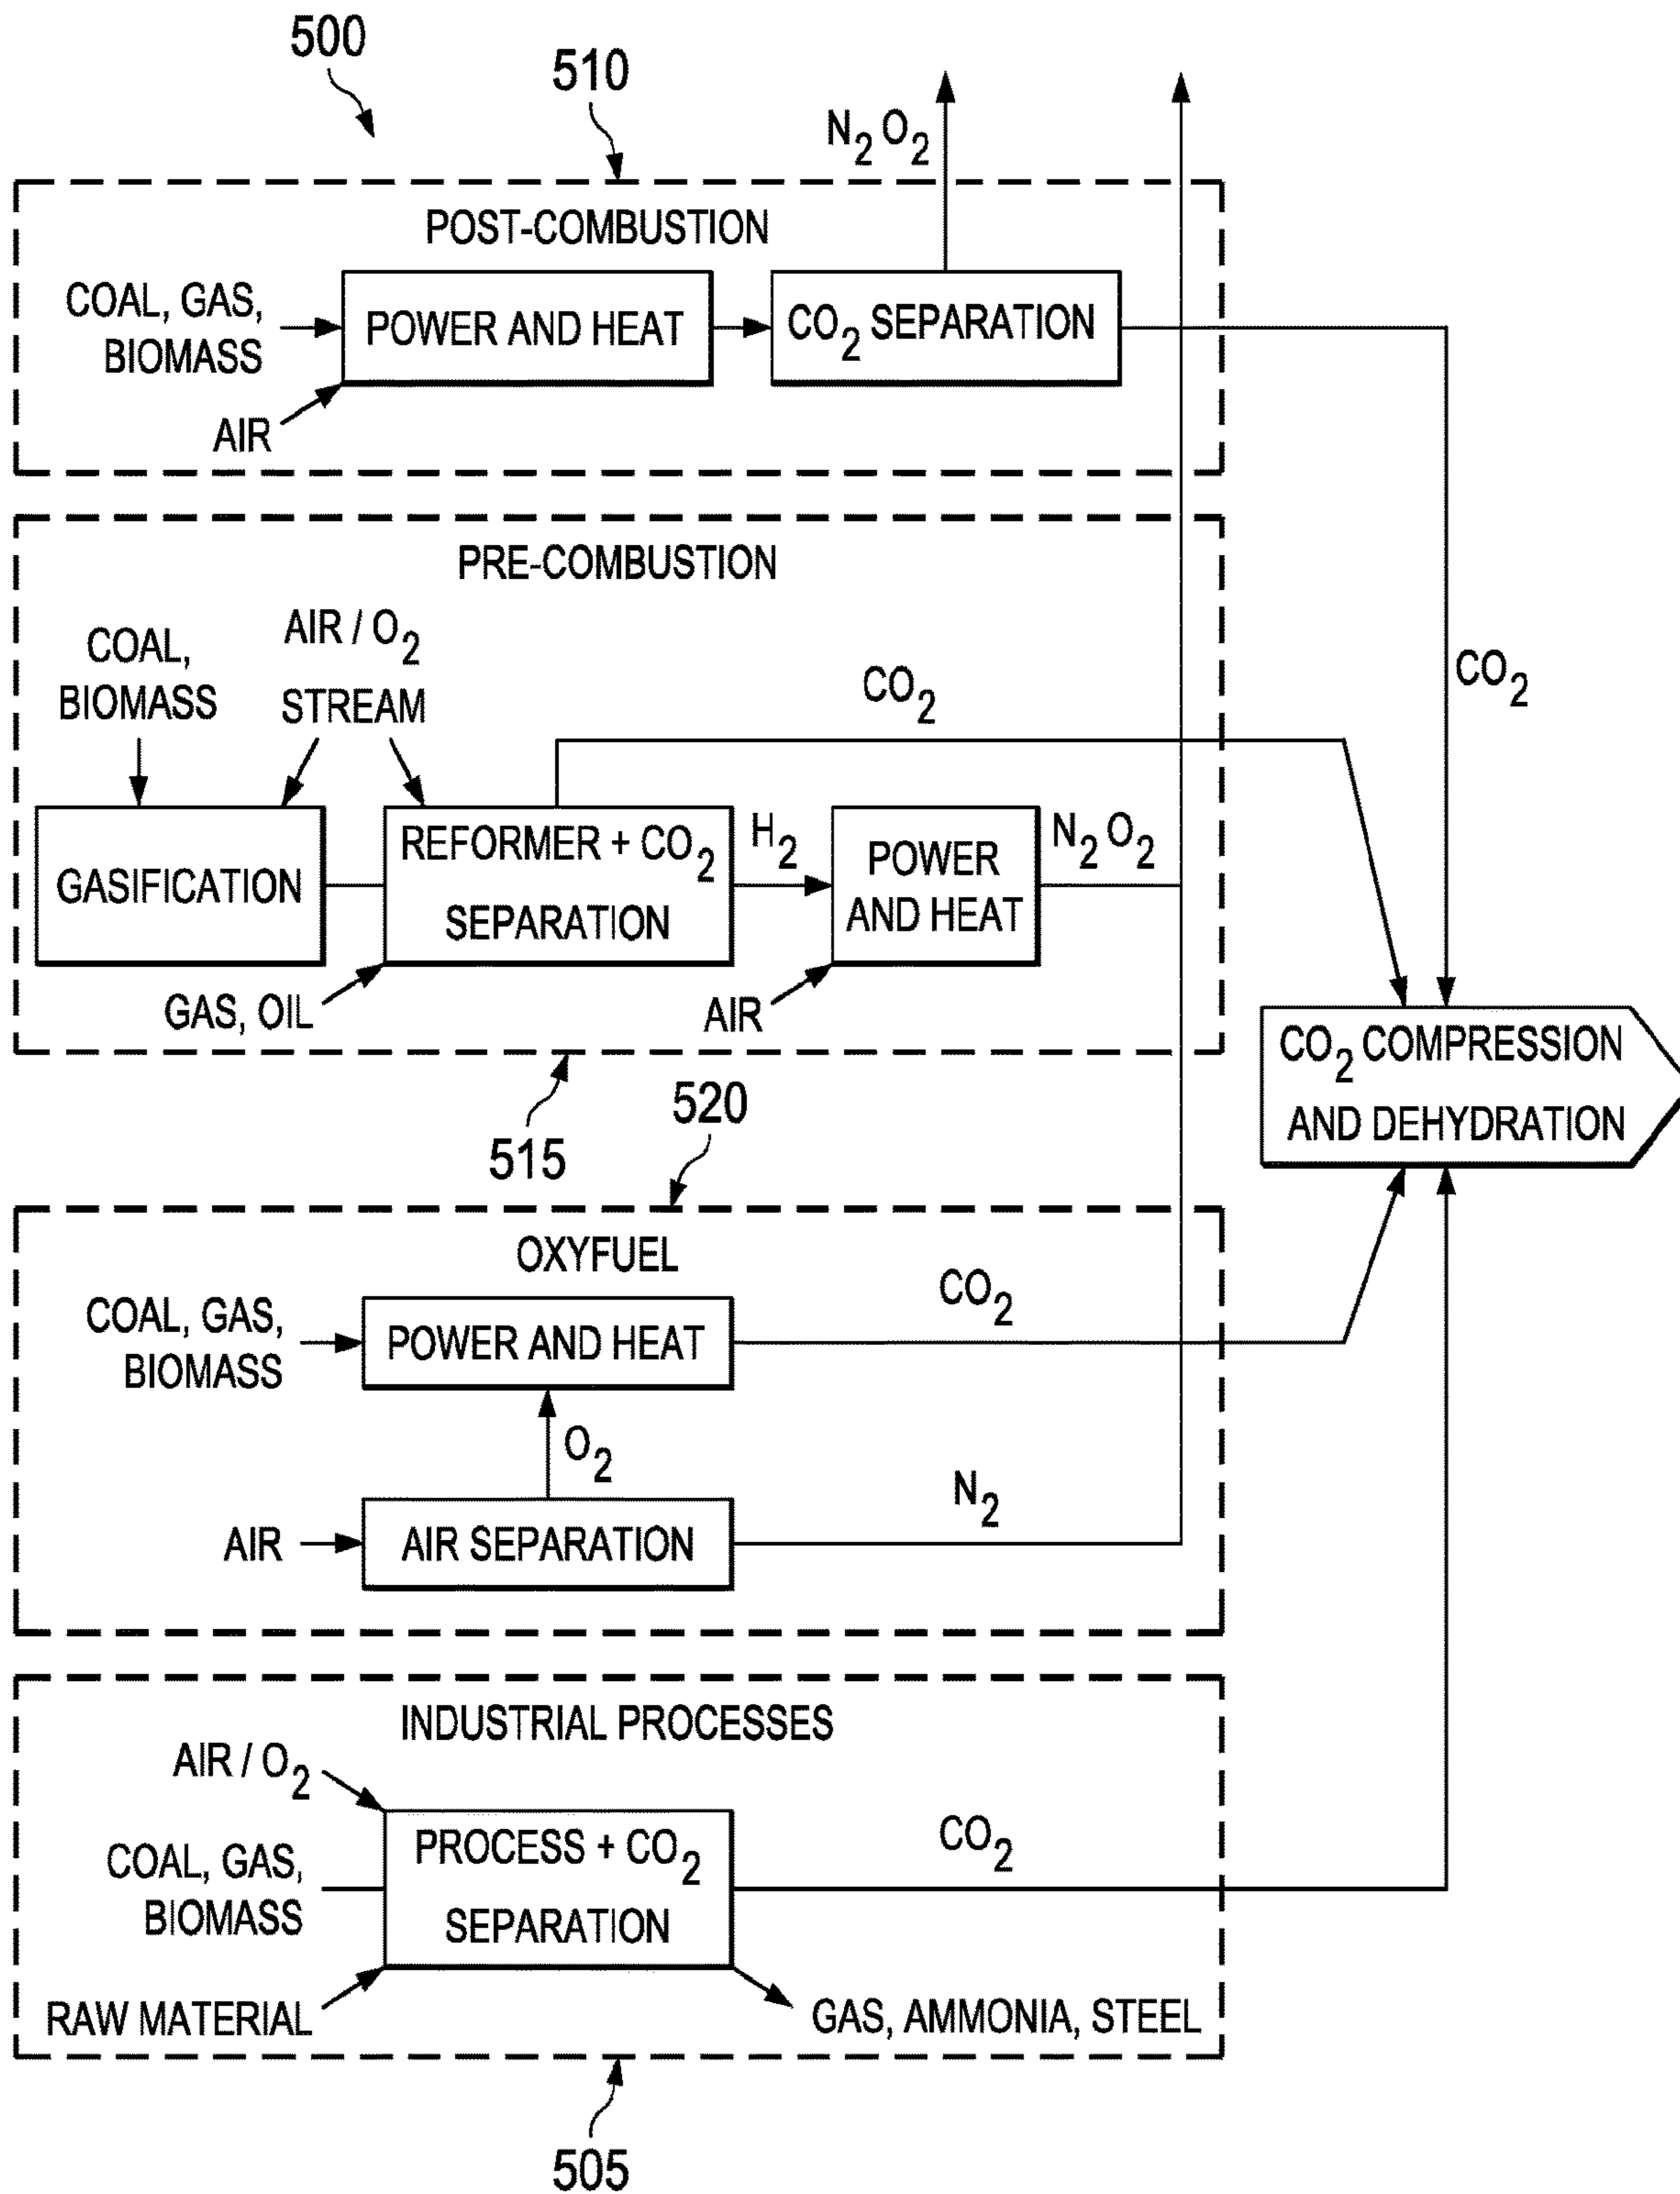 500
510
N2 O2
POST-COMBUSTION
COAL, GAS,
BIOMASS
POWER AND HEAT
CO2 SEPARATION
AIR
PRE-COMBUSTION
COAL,
BIOMASS
AIR / O2
STREAM
CO2
CO2
GASIFICATION
REFORMER + CO2
SEPARATION
H2
POWER
AND HEAT
N2 O2
GAS, OIL
AIR
CO2 COMPRESSION
AND DEHYDRATION
515
520
OXYFUEL
COAL, GAS,
BIOMASS
POWER AND HEAT
CO2
O2
AIR
AIR SEPARATION
N2
INDUSTRIAL PROCESSES
AIR / O2
COAL, GAS,
BIOMASS
PROCESS + CO2
SEPARATION
CO2
RAW MATERIAL
GAS, AMMONIA, STEEL
505